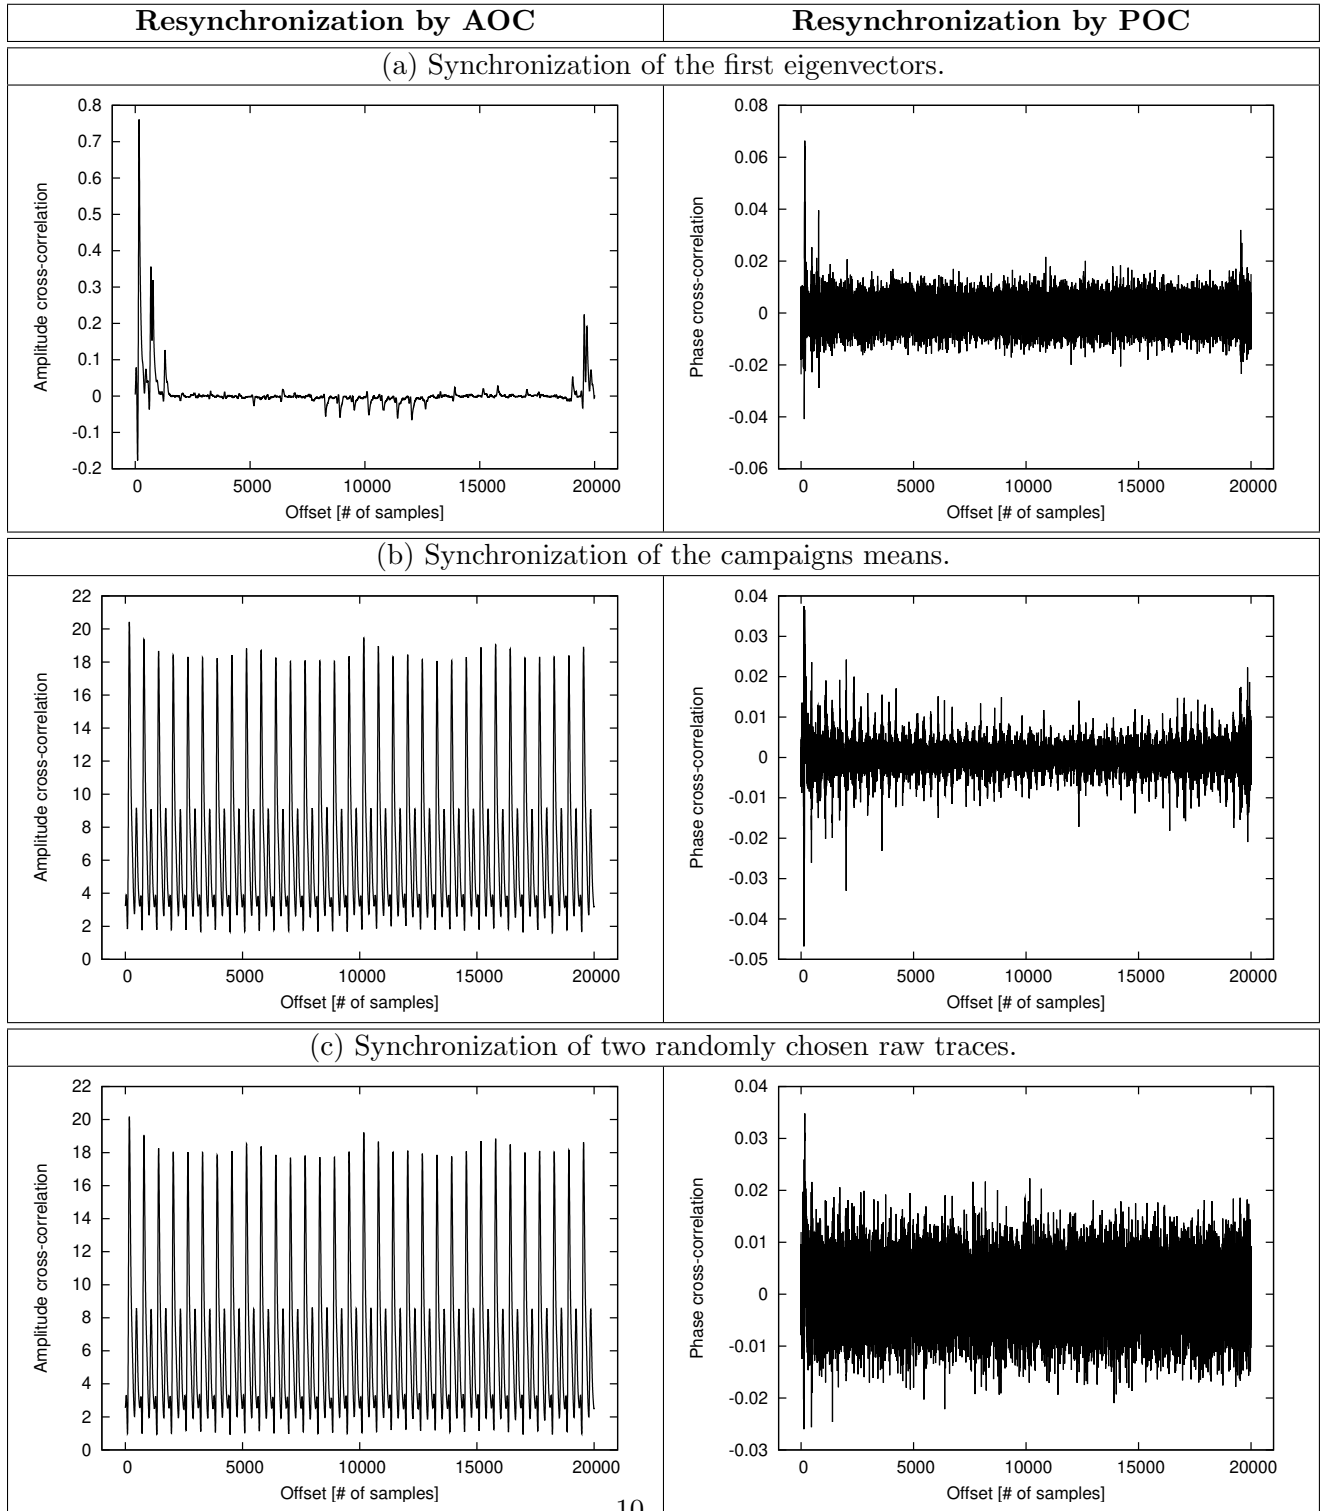 Resynchronization by AOC Resynchronization by POC
(a) Synchronization of the first eigenvectors.
0.8
0.7
0.6
0.5
0.4
0.3
0.2
0.1
0
-0.1
-0.2
0 5000 10000 15000 20000
Amplitude cross-correlation
Offset [# of samples]
0.08
0.06
0.04
0.02
0
-0.02
-0.04
-0.06
0 5000 10000 15000 20000
Phase cross-correlation
Offset [# of samples]
(b) Synchronization of the campaigns means.
22
20
18
16
14
12
10
8
6
4
2
0
0 5000 10000 15000 20000
Amplitude cross-correlation
Offset [# of samples]
0.04
0.03
0.02
0.01
0
-0.01
-0.02
-0.03
-0.04
-0.05
0 5000 10000 15000 20000
Phase cross-correlation
Offset [# of samples]
(c) Synchronization of two randomly chosen raw traces.
22
20
18
16
14
12
10
8
6
4
2
0
0 5000 10000 15000 20000
Amplitude cross-correlation
Offset [# of samples]
0.04
0.03
0.02
0.01
0
-0.01
-0.02
-0.03
0 5000 10000 15000 20000
Phase cross-correlation
Offset [# of samples]
10